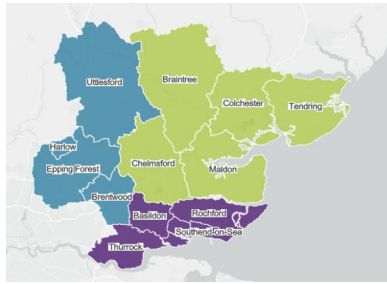 Uttlesford
Braintree
Colchester
Tendring
Harlow
Epping Forest
Chelmsford
Maldon
Brentwood
Basildon
Rochford
Southend-on-Sea
Thurrock